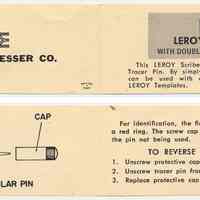 ESSER CO.
LEROY
WITH DOUBL
This LEROY Scribe
Tracer Pin. By simply
can be used with
LEROY Templates.
CAP
LAR PIN
For identification, the fi
a red ring. The screw cap
the pin not being used.
TO REVERSE
1. Unscrew protective cap
2. Unscrew tracer pin from
3. Replace protective cap